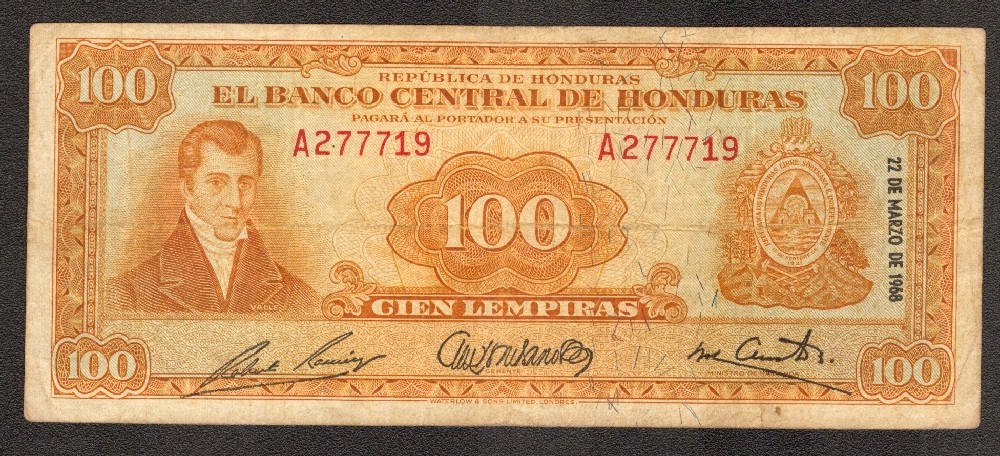 100
100
REPÚBLICA DE HONDURAS
EL BANCO CENTRAL DE HONDURAS
PAGARÁ AL PORTADOR A SU PRESENTACIÓN
A277719
A277719
100
22 DE MARZO DE 1968
VALLE
CIEN LEMPIRAS
100
GERENTE
MINISTRO DE
100
WATERLOW & SONS LIMITED, LONDRES.